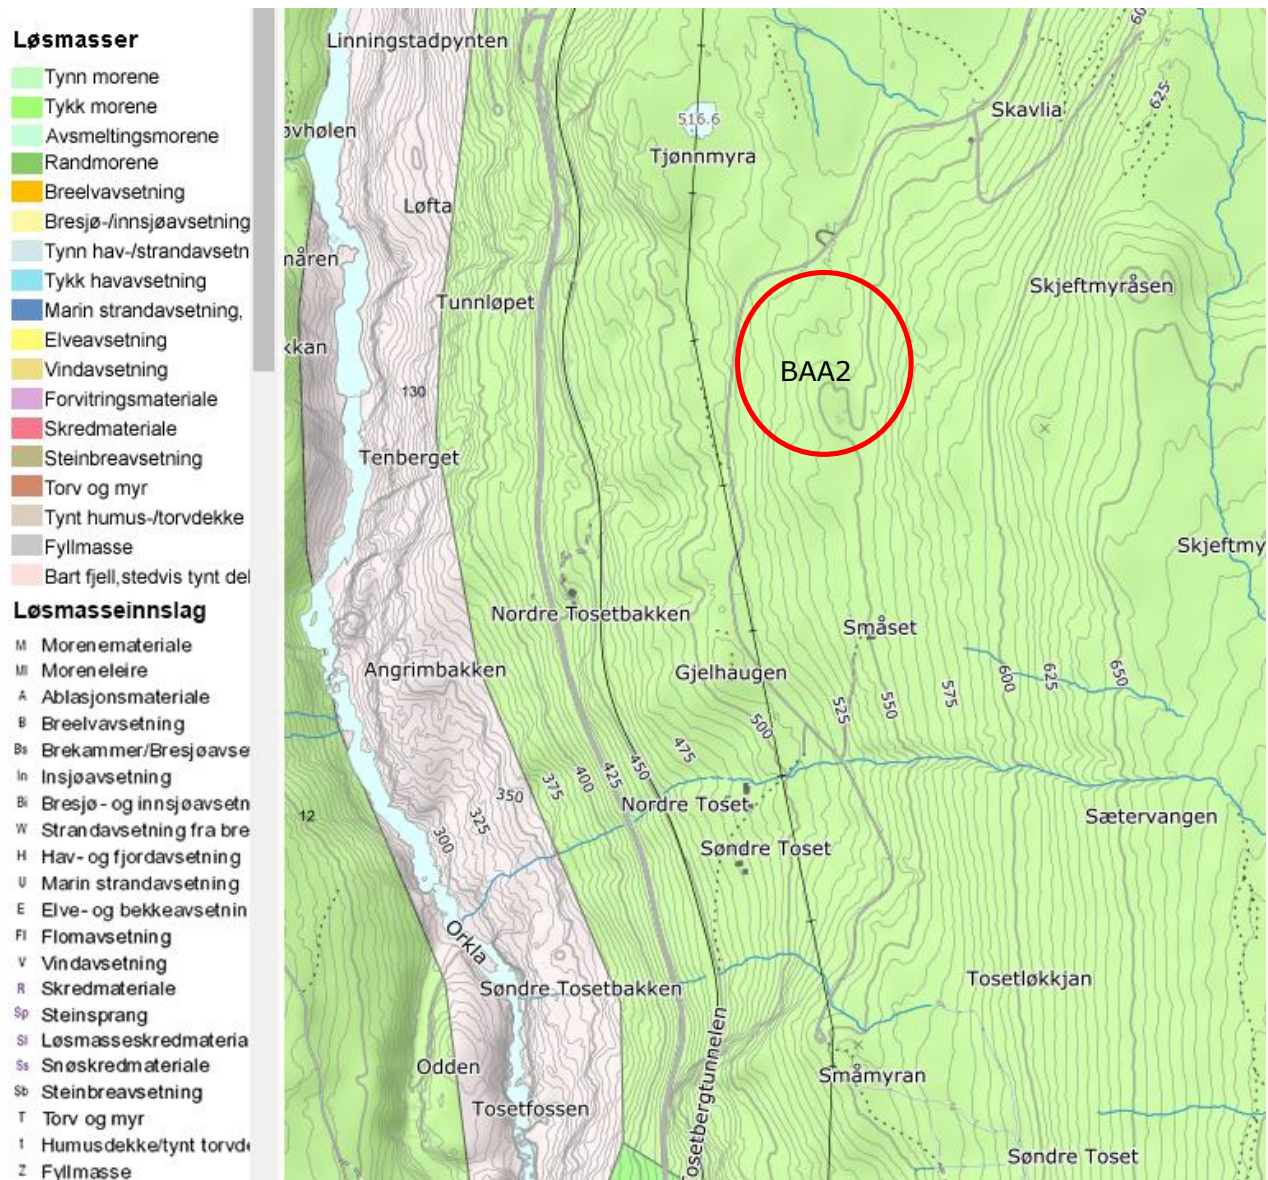 Løsmasser
Tynn morene
Tykk morene
Avsmeltingsmorene
Randmorene
Breelvavsetning
Bresjø-/innsjøavsetning
Tynn hav-/strandavsetn
Tykk havavsetning
Marin strandavsetning,
Elveavsetning
Vindavsetning
Forvitringsmateriale
Skredmateriale
Steinbreavsetning
Torv og myr
Tynt humus-/torvdekke
Fyllmasse
Bart fjell,stedvis tynt del
Løsmasseinnslag
M Morenemateriale
Ml Moreneleire
A Ablasjonsmateriale
B Breelvavsetning
Bs Brekammer/Bresjøavse
In Insjøavsetning
Bi Bresjø- og innsjøavsetn
W Strandavsetning fra bre
H Hav- og fjordavsetning
U Marin strandavsetning
E Elve- og bekkeavsetnin
Fl Flomavsetning
V Vindavsetning
R Skredmateriale
Sp Steinsprang
Sl Løsmasseskredmateria
Ss Snøskredmateriale
Sb Steinbreavsetning
T Torv og myr
t Humusdekke/tynt torvde
Z Fyllmasse
Linningstadpynten
øvhølen
Løfta
måren
Tunnløpet
kkan
130
Tenberget
516.6
Tjønnmyra
Skavlia
60
625
Skjeftmyråsen
BAA2
Skjeftmy
Nordre Tosetbakken
Småset
Gjelhaugen
Angrimbakken
500
525
550
575
600
625
650
475
450
425
400
375
350
325
300
12
Nordre Toset
Søndre Toset
Sætervangen
Orkla
Søndre Tosetbakken
Tosetløkkjan
Odden
Småmyran
Tosetfossen
osetbergtunnelen
Søndre Toset